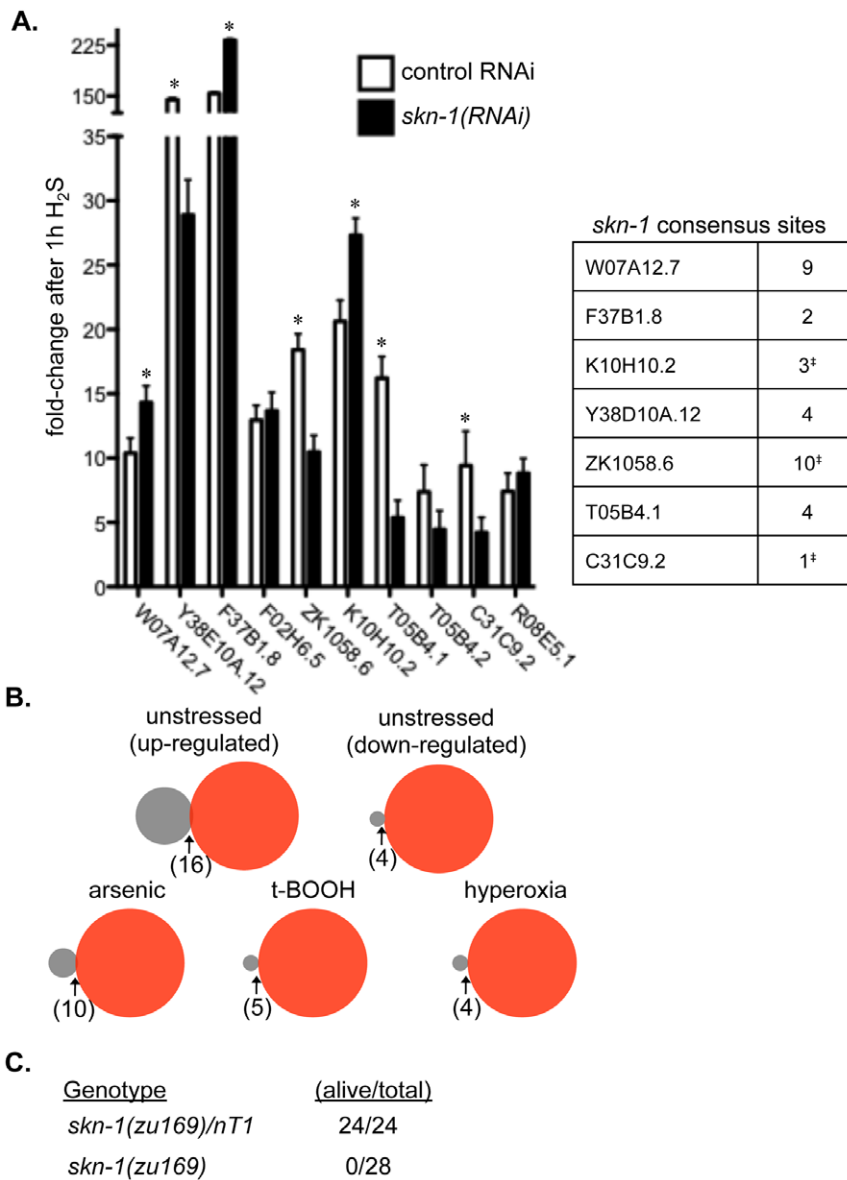 A.
225
150
35
30
25
20
15
10
5
0
fold-change after 1h H₂S
* * * * * * *
control RNAi
skn-1(RNAi)
W07A12.7
Y38E10A.12
F37B1.8
F02H6.5
ZK1058.6
K10H10.2
T05B4.1
T05B4.2
C31C9.2
R08E5.1
skn-1 consensus sites
W07A12.7 9
F37B1.8 2
K10H10.2 3‡
Y38D10A.12 4
ZK1058.6 10‡
T05B4.1 4
C31C9.2 1‡
B.
unstressed unstressed
(up-regulated) (down-regulated)
(16) (4)
arsenic t-BOOH hyperoxia
(10) (5) (4)
C.
Genotype (alive/total)
skn-1(zu169)/nT1 24/24
skn-1(zu169) 0/28